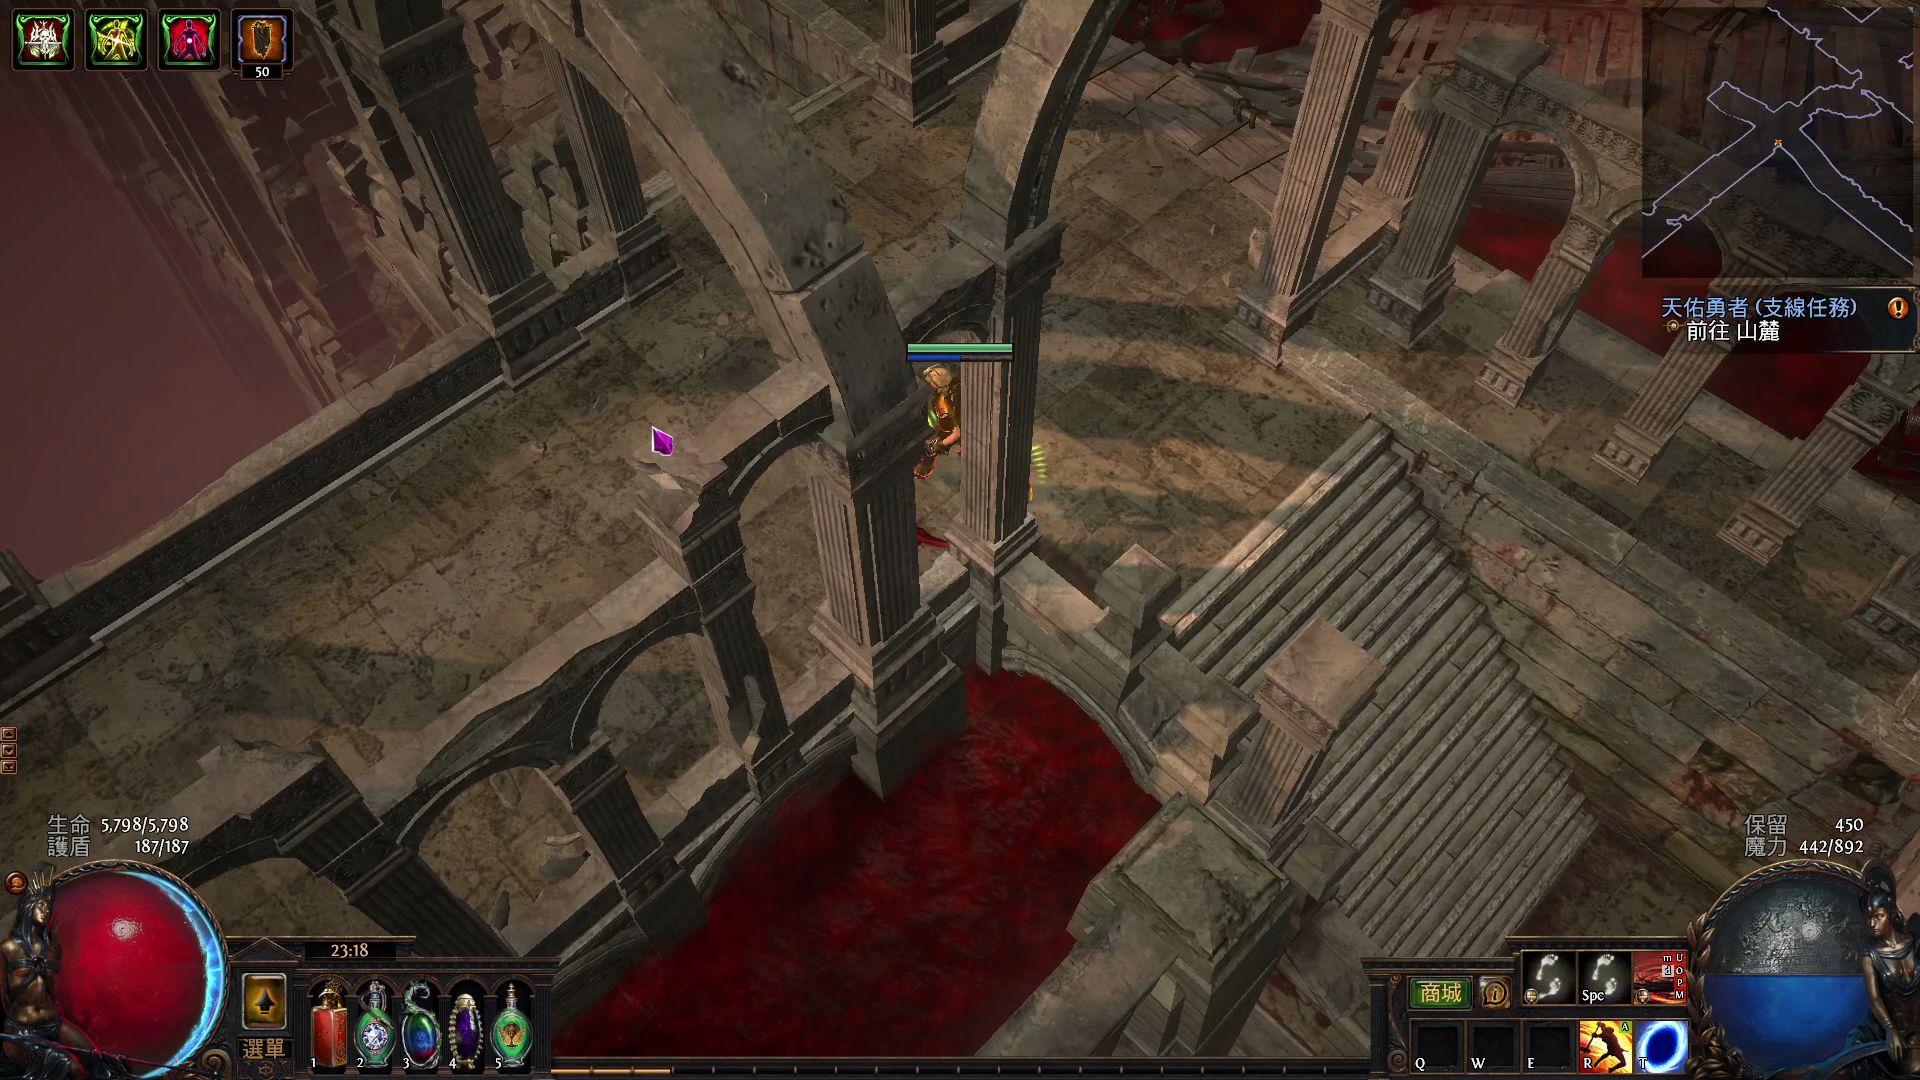 50
天佑勇者 (支線任務)
前往 山麓
生命 5,798/5,798
護盾 187/187
保留 450
魔力 442/892
23:18
選單
1
2
3
4
5
商城
Spc
m U
d O
P
M
Q
W
E
R
A
T